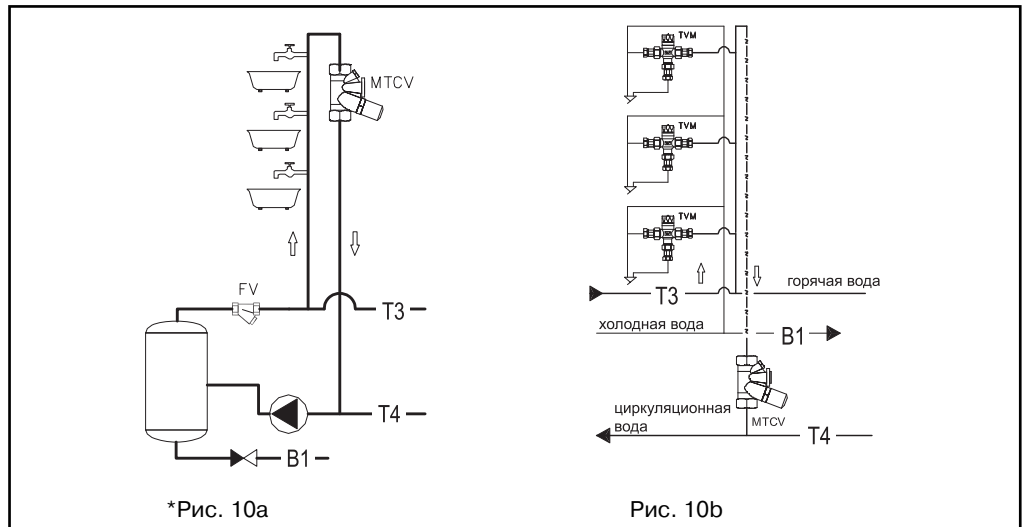 MTCV
FV
T3
T4
B1
*Рис. 10a
TVM
TVM
TVM
горячая вода
T3
холодная вода
B1
циркуляционная
вода
MTCV
T4
Рис. 10b